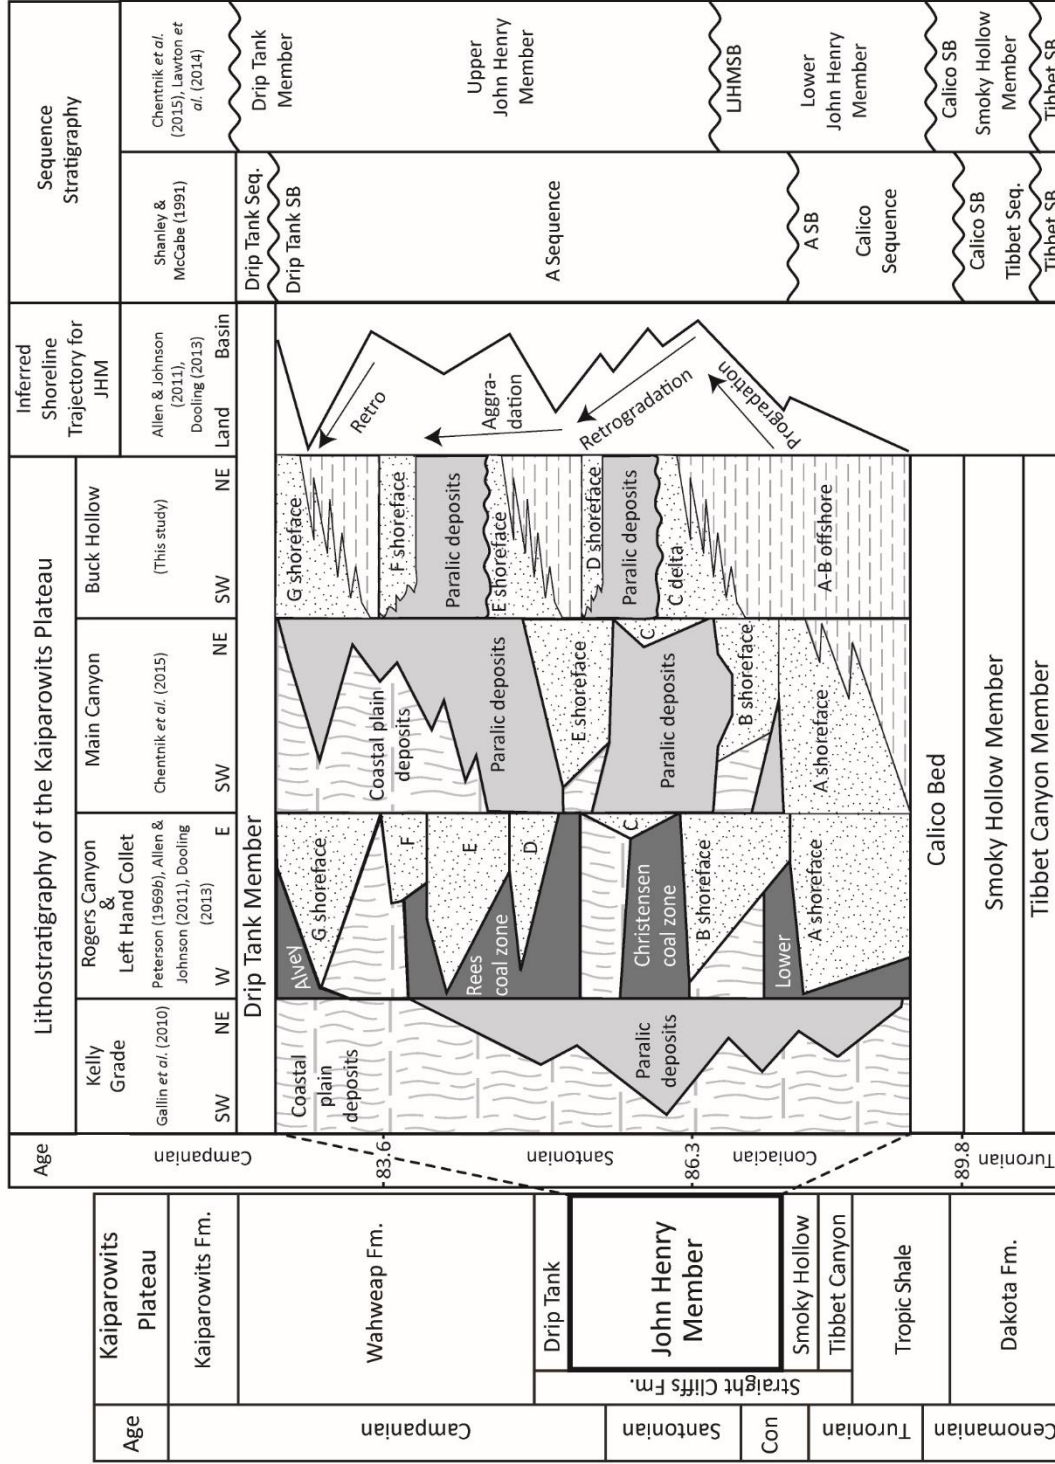 Age
Kaiparowits
Plateau
Kaiparowits Fm.
Campanian
Wahweap Fm.
Drip Tank
Straight Cliffs Fm.
Santonian
John Henry
Member
Con
Smoky Hollow
Turonian
Tibbet Canyon
Tropic Shale
Cenomanian
Dakota Fm.
Age
Campanian
83.6
Santonian
86.3
Coniacian
89.8
Turonian
Lithostratigraphy of the Kaiparowits Plateau
Kelly
Grade
Gallin et al. (2010)
SW NE
Rogers Canyon
&
Left Hand Collet
Peterson (1969b), Allen &
Johnson (2011), Dooling
(2013)
W E
Main Canyon
Chentnik et al. (2015)
SW NE
Buck Hollow
(This study)
SW NE
Inferred
Shoreline
Trajectory for
JHM
Allen & Johnson
(2011),
Dooling (2013)
Land Basin
Sequence
Stratigraphy
Shanley &
McCabe (1991)
Chentnik et al.
(2015), Lawton et
al. (2014)
Drip Tank Member
Coastal
plain
deposits
Paralic
deposits
Alvey
G shoreface
F
E
Rees
coal zone
D
C
Christensen
coal zone
B shoreface
Lower
A shoreface
Coastal plain
deposits
Paralic deposits
E shoreface
C
Paralic deposits
B shoreface
A shoreface
G shoreface
F shoreface
Paralic deposits
E shoreface
D shoreface
Paralic deposits
C delta
A-B offshore
Retro
Aggra-
dation
Retrogradation
Progradation
Drip Tank Seq.
Drip Tank SB
A Sequence
A SB
Calico
Sequence
Calico SB
Tibbet Seq.
Tibbet SB
Drip Tank
Member
Upper
John Henry
Member
LJHMSB
Lower
John Henry
Member
Calico SB
Smoky Hollow
Member
Tibbet SB
Calico Bed
Smoky Hollow Member
Tibbet Canyon Member